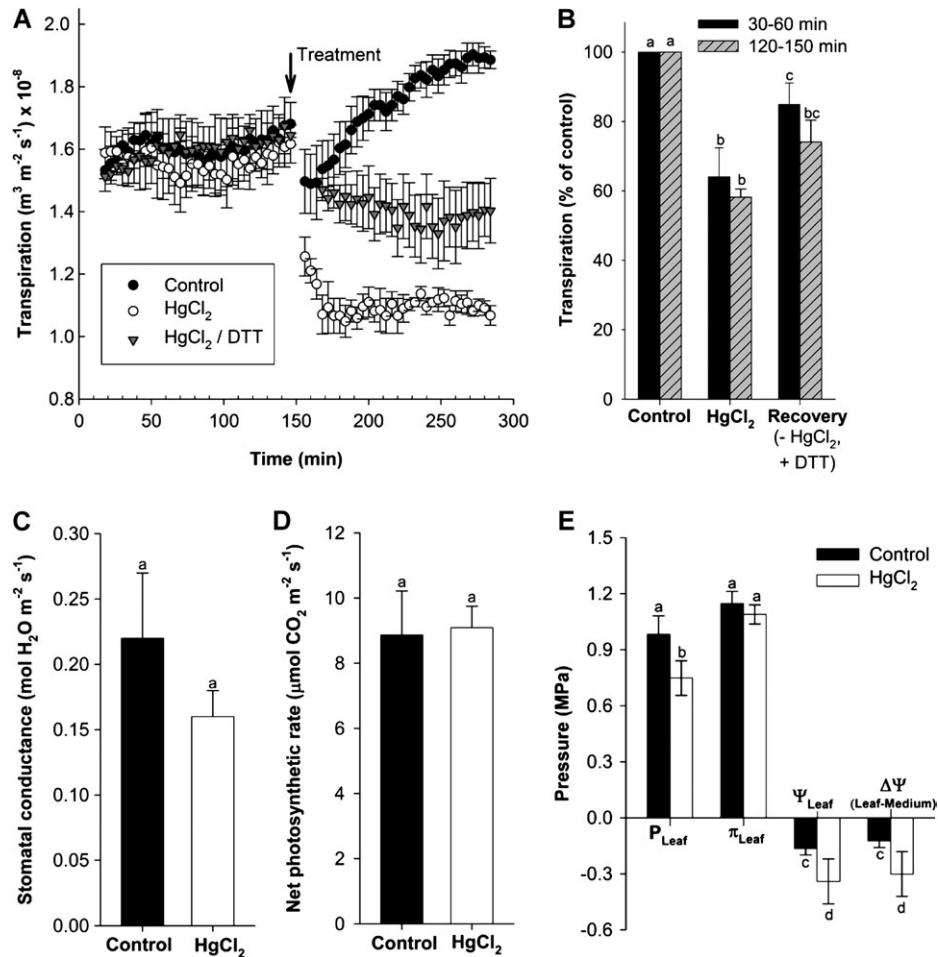 A
Transpiration (m³ m⁻² s⁻¹) x 10⁻⁸
2.0
1.8
1.6
1.4
1.2
1.0
0.8
Treatment
Control
HgCl₂
HgCl₂ / DTT
0 50 100 150 200 250 300
Time (min)
B
Transpiration (% of control)
30-60 min
120-150 min
100
80
60
40
20
0
a a
b b
c bc
Control HgCl₂ Recovery
(- HgCl₂,
+ DTT)
C
Stomatal conductance (mol H₂O m⁻² s⁻¹)
0.30
0.25
0.20
0.15
0.10
0.05
0.00
a a
Control HgCl₂
D
Net photosynthetic rate (μmol CO₂ m⁻² s⁻¹)
12
10
8
6
4
2
0
a a
Control HgCl₂
E
Pressure (MPa)
Control
HgCl₂
1.5
1.2
0.9
0.6
0.3
0.0
-0.3
-0.6
a b a a
Ψ Leaf
ΔΨ
(Leaf-Medium)
P Leaf
π Leaf
c d c d